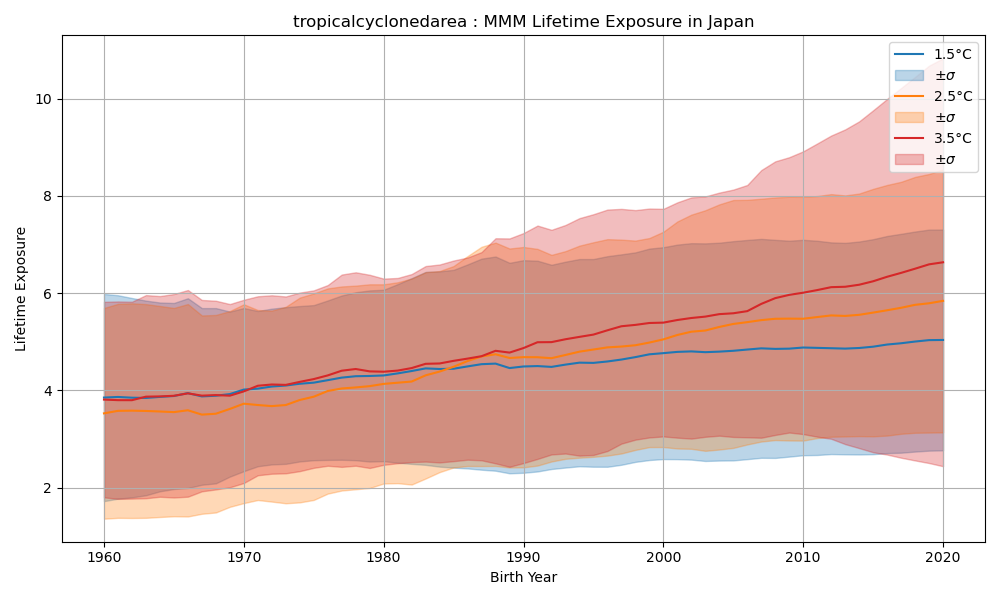 tropicalcyclonedarea : MMM Lifetime Exposure in Japan
1.5°C
±σ
2.5°C
±σ
3.5°C
±σ
Lifetime Exposure
10
8
6
4
2
1960 1970 1980 1990 2000 2010 2020
Birth Year